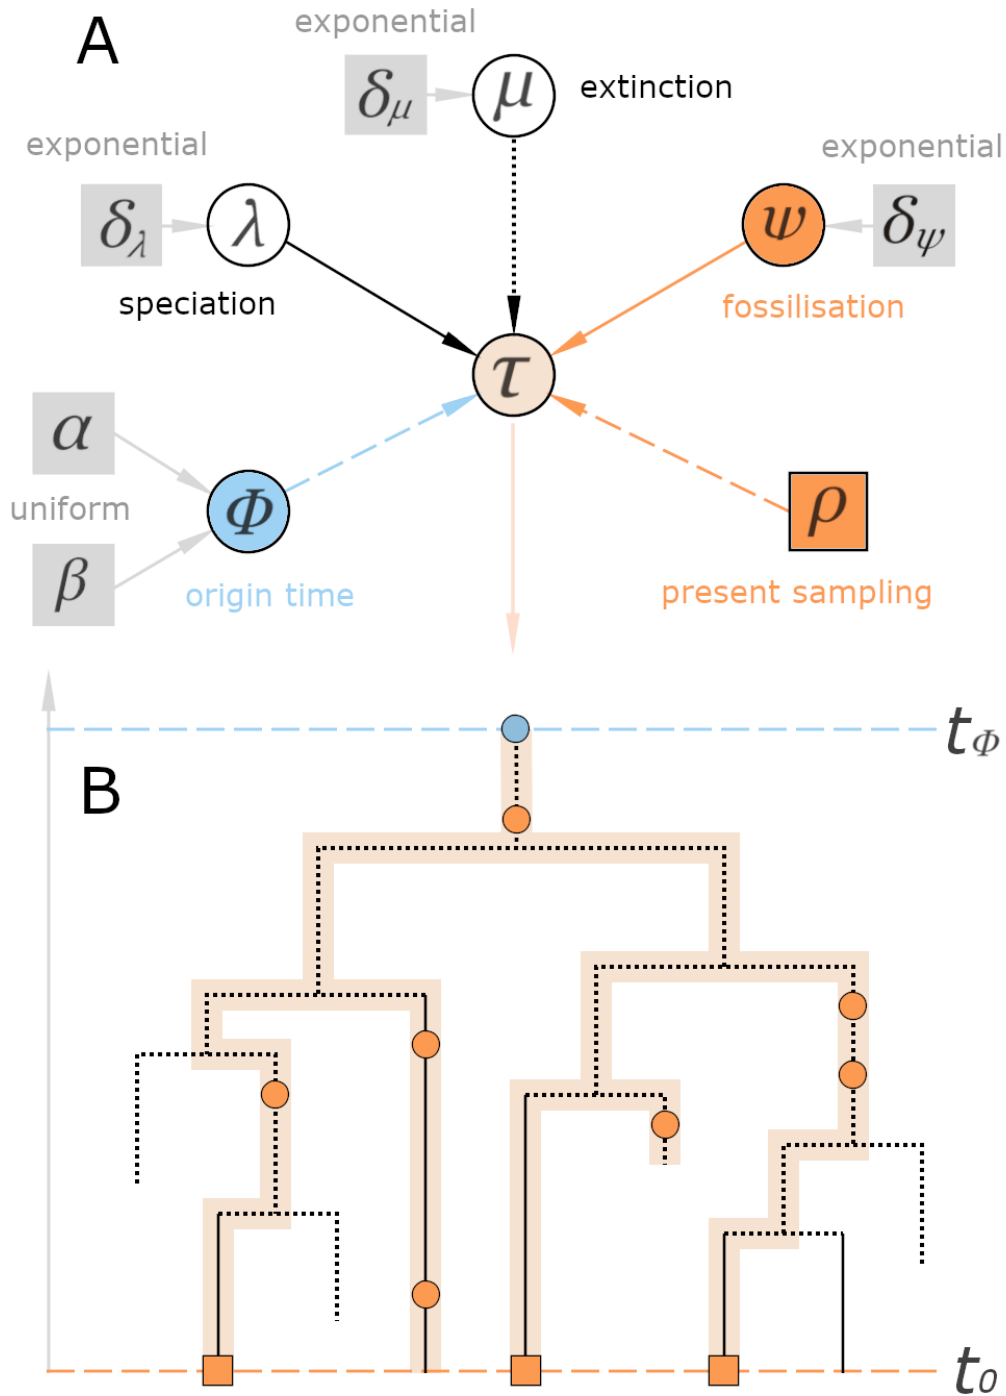 A
exponential
δμ
μ
extinction
exponential
δλ
λ
speciation
exponential
ψ
δψ
fossilisation
τ
α
uniform
β
Φ
origin time
ρ
present sampling
tΦ
B
t0